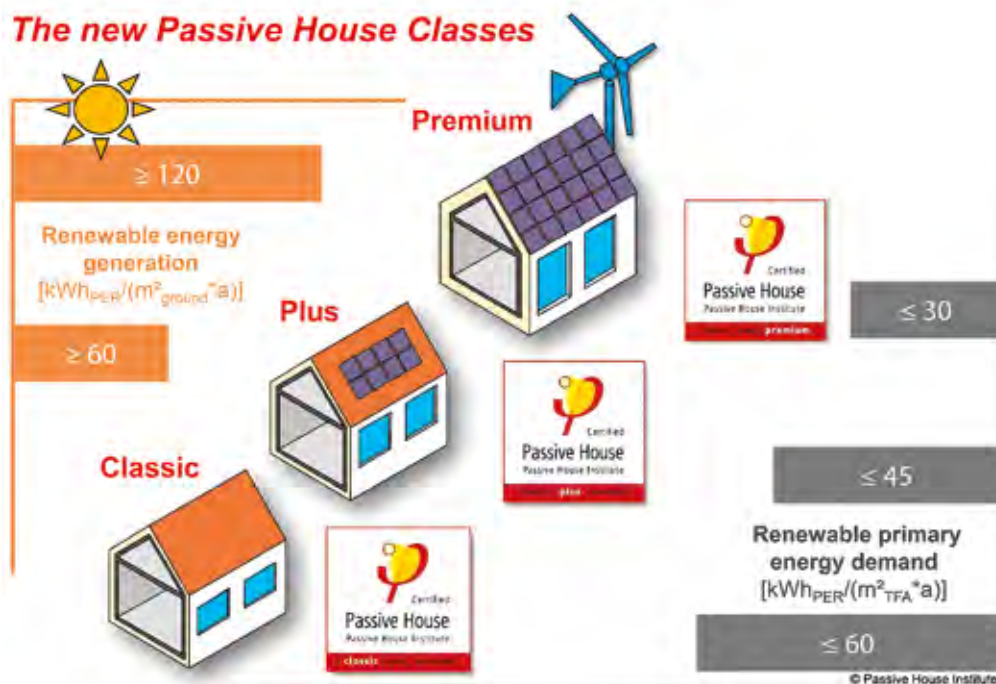 The new Passive House Classes
Premium
≥ 120
Renewable energy
generation
[kWhPER/(m²ground*a)]
Certified
Passive House
Passive House Institute
premium
≤ 30
Plus
≥ 60
Certified
Passive House
Passive House Institute
plus
≤ 45
Classic
Renewable primary
energy demand
[kWhPER/(m²TFA*a)]
Certified
Passive House
Passive House Institute
classic
≤ 60
© Passive House Institute